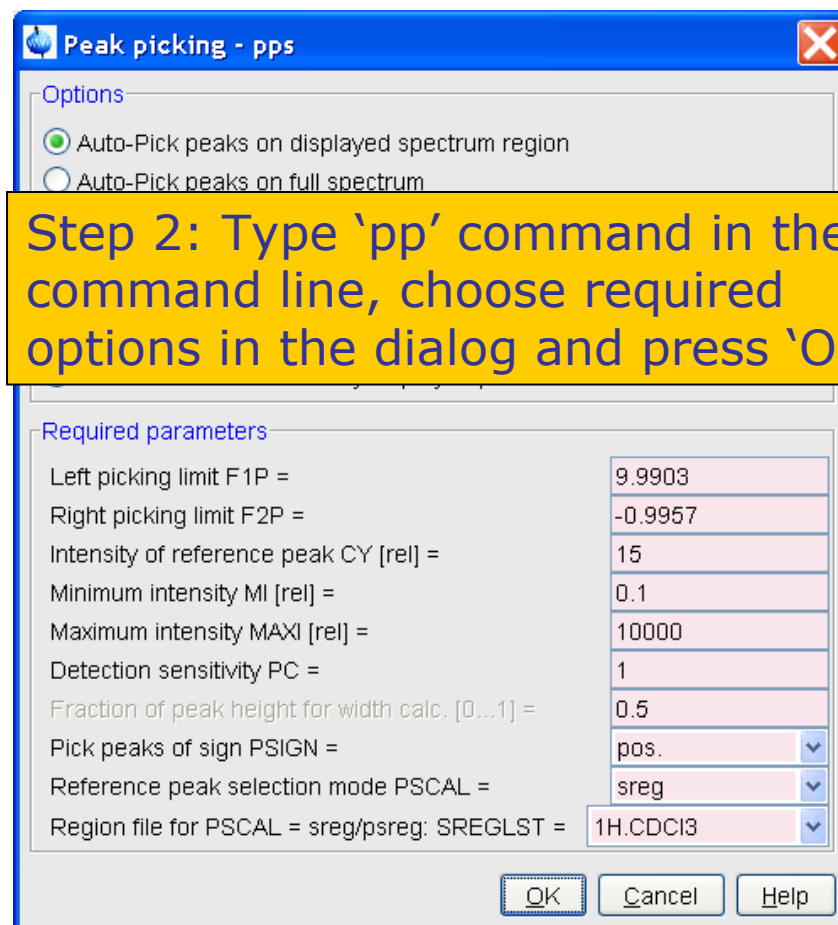 Peak picking - pps
Options
Auto-Pick peaks on displayed spectrum region
Auto-Pick peaks on full spectrum
Step 2: Type ‘pp’ command in the
command line, choose required
options in the dialog and press ‘O
Required parameters
Left picking limit F1P = 9.9903
Right picking limit F2P = -0.9957
Intensity of reference peak CY [rel] = 15
Minimum intensity MI [rel] = 0.1
Maximum intensity MAXI [rel] = 10000
Detection sensitivity PC = 1
Fraction of peak height for width calc. [0...1] = 0.5
Pick peaks of sign PSIGN = pos.
Reference peak selection mode PSCAL = sreg
Region file for PSCAL = sreg/psreg: SREGLST = 1H.CDCl3
OK Cancel Help